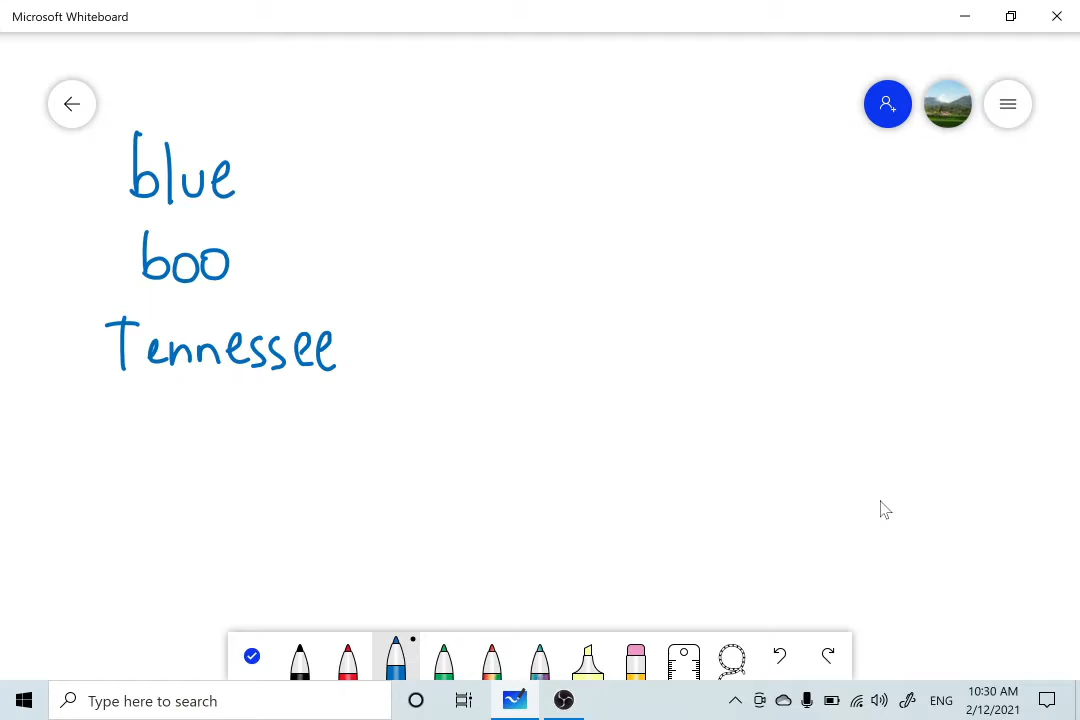 Microsoft Whiteboard
blue
boo
Tennessee
Type here to search
ENG
10:30 AM
2/12/2021